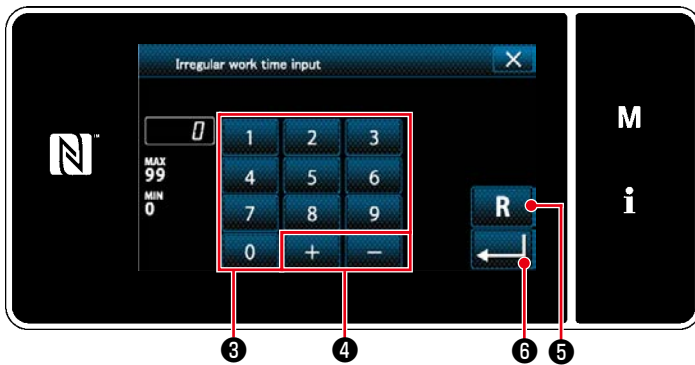 Irregular work time input
0
MAX
99
MIN
0
1 2 3
4 5 6
7 8 9
0 + −
R
M
i
N™
❸ ❹ ❻ ❺